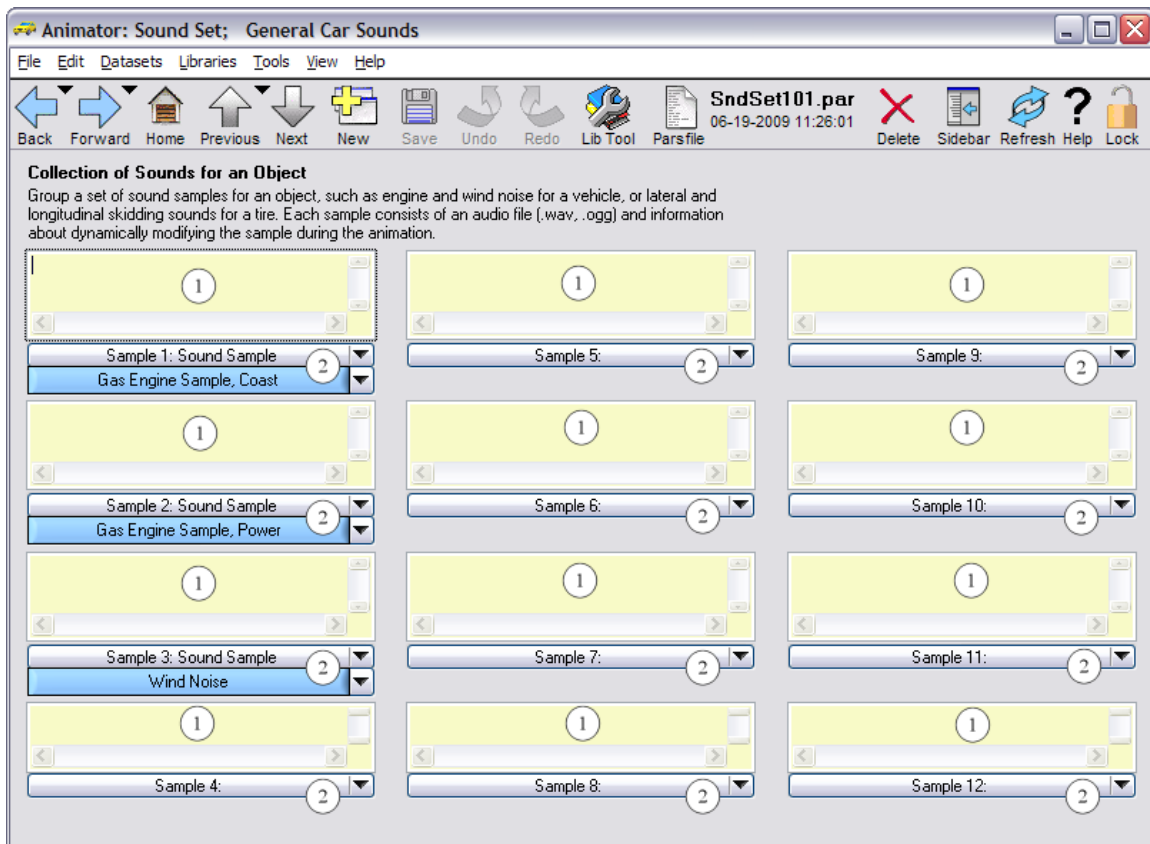 Animator: Sound Set; General Car Sounds
File Edit Datasets Libraries Tools View Help
SndSet101.par
06-19-2009 11:26:01
Back Forward Home Previous Next New Save Undo Redo Lib Tool Parsfile Delete Sidebar Refresh Help Lock
Collection of Sounds for an Object
Group a set of sound samples for an object, such as engine and wind noise for a vehicle, or lateral and
longitudinal skidding sounds for a tire. Each sample consists of an audio file (.wav, .ogg) and information
about dynamically modifying the sample during the animation.
1 1 1
Sample 1: Sound Sample 2 Sample 5: 2 Sample 9: 2
Gas Engine Sample, Coast
1 1 1
Sample 2: Sound Sample 2 Sample 6: 2 Sample 10: 2
Gas Engine Sample, Power
1 1 1
Sample 3: Sound Sample 2 Sample 7: 2 Sample 11: 2
Wind Noise
1 1 1
Sample 4: 2 Sample 8: 2 Sample 12: 2